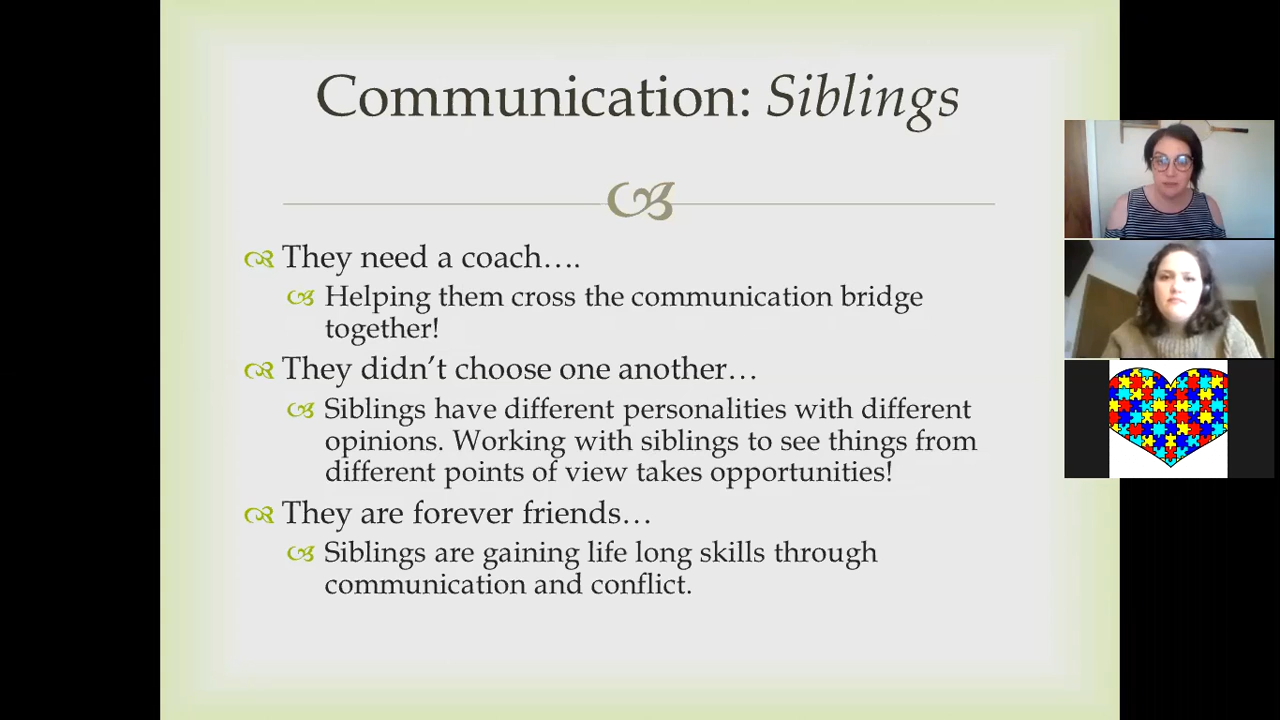 Communication: Siblings
They need a coach….
Helping them cross the communication bridge
together!
They didn’t choose one another…
Siblings have different personalities with different
opinions. Working with siblings to see things from
different points of view takes opportunities!
They are forever friends…
Siblings are gaining life long skills through
communication and conflict.